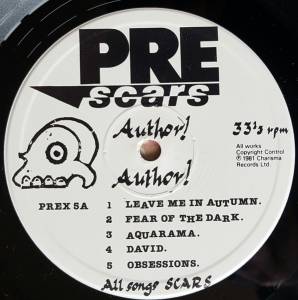 PRE
scars
Author!
Author!
33⅓ rpm
All works
Copyright Control
℗ 1981 Charisma
Records Ltd.
PREX 5A
1 LEAVE ME IN AUTUMN.
2 FEAR OF THE DARK.
3 AQUARAMA.
4 DAVID.
5 OBSESSIONS.
All songs SCARS